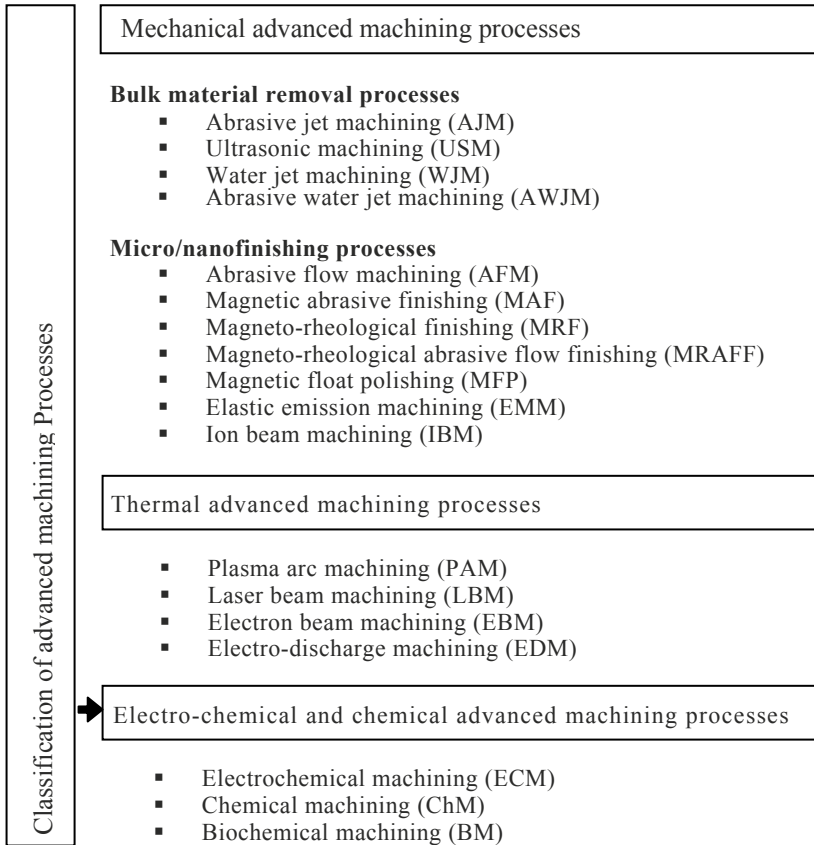 Classification of advanced machining Processes
Mechanical advanced machining processes
Bulk material removal processes
▪ Abrasive jet machining (AJM)
▪ Ultrasonic machining (USM)
▪ Water jet machining (WJM)
▪ Abrasive water jet machining (AWJM)
Micro/nanofinishing processes
▪ Abrasive flow machining (AFM)
▪ Magnetic abrasive finishing (MAF)
▪ Magneto-rheological finishing (MRF)
▪ Magneto-rheological abrasive flow finishing (MRAFF)
▪ Magnetic float polishing (MFP)
▪ Elastic emission machining (EMM)
▪ Ion beam machining (IBM)
Thermal advanced machining processes
▪ Plasma arc machining (PAM)
▪ Laser beam machining (LBM)
▪ Electron beam machining (EBM)
▪ Electro-discharge machining (EDM)
Electro-chemical and chemical advanced machining processes
▪ Electrochemical machining (ECM)
▪ Chemical machining (ChM)
▪ Biochemical machining (BM)